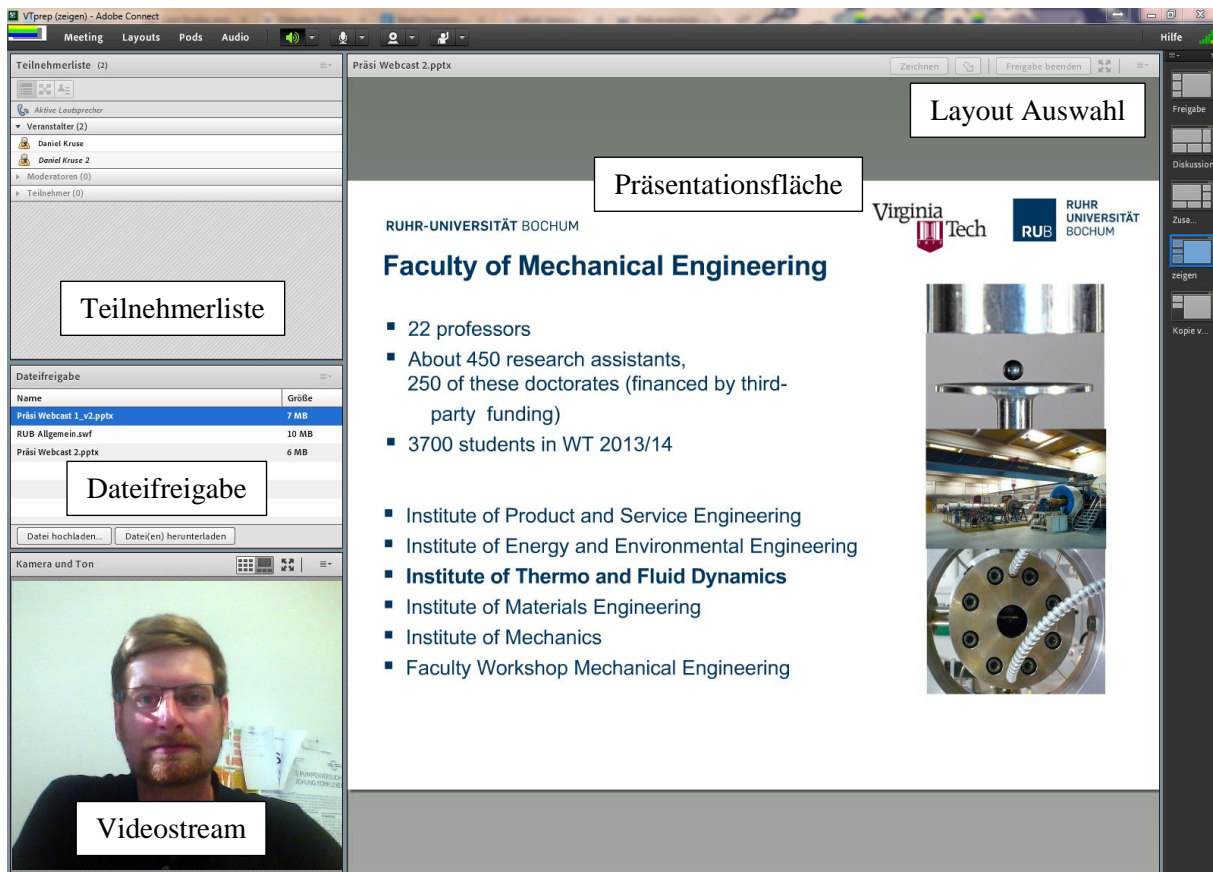 VTprep (zeigen) - Adobe Connect
Meeting Layouts Pods Audio
Hilfe
Teilnehmerliste (2)
Aktive Lautsprecher
Veranstalter (2)
Daniel Kruse
Daniel Kruse 2
Moderatoren (0)
Teilnehmer (0)
Teilnehmerliste
Dateifreigabe
Name Größe
Präsi Webcast 1_v2.pptx 7 MB
RUB Allgemein.swf 10 MB
Präsi Webcast 2.pptx 6 MB
Dateifreigabe
Datei hochladen... Datei(en) herunterladen
Kamera und Ton
Videostream
Präsi Webcast 2.pptx
Zeichnen Freigabe beenden
Layout Auswahl
Präsentationsfläche
RUHR-UNIVERSITÄT BOCHUM
Virginia
Tech
RUB
RUHR
UNIVERSITÄT
BOCHUM
Faculty of Mechanical Engineering
22 professors
About 450 research assistants,
250 of these doctorates (financed by third-
party funding)
3700 students in WT 2013/14
Institute of Product and Service Engineering
Institute of Energy and Environmental Engineering
Institute of Thermo and Fluid Dynamics
Institute of Materials Engineering
Institute of Mechanics
Faculty Workshop Mechanical Engineering
Freigabe
Diskussion
Zusa...
zeigen
Kopie v...